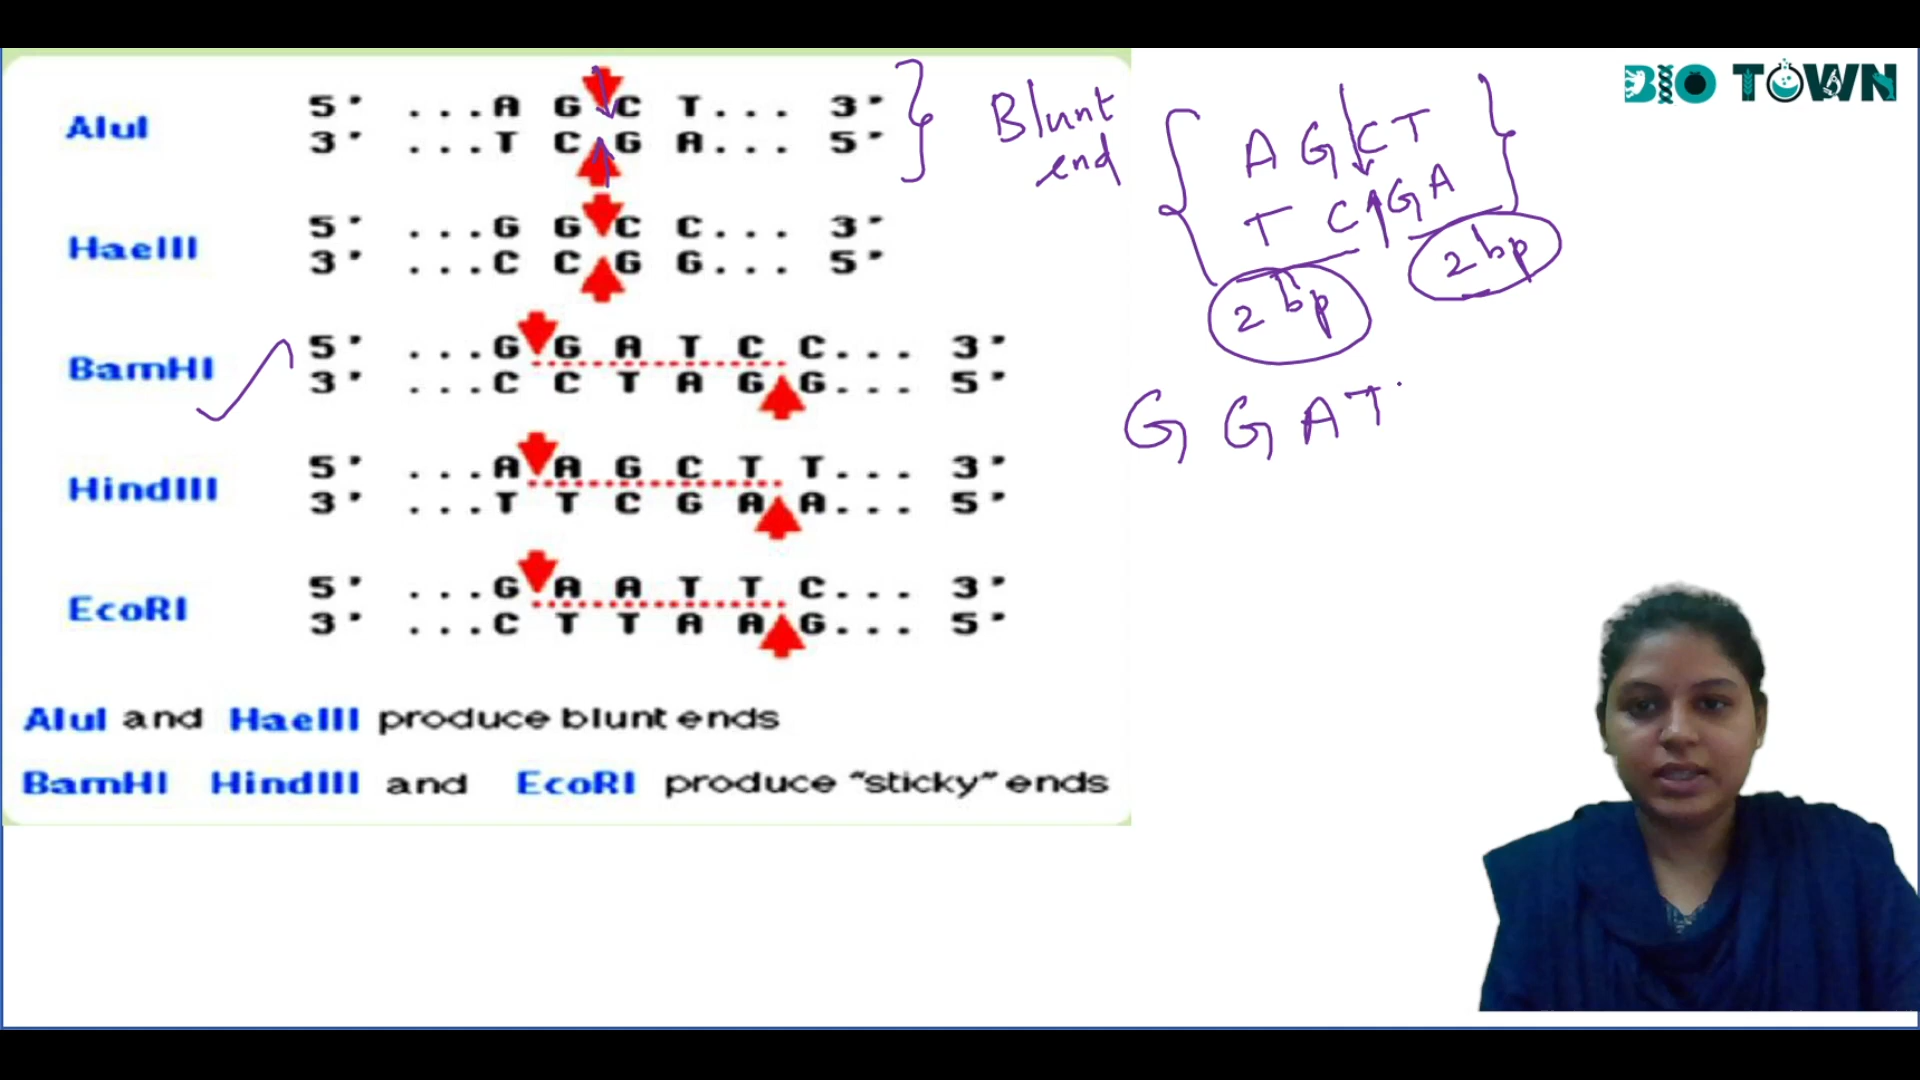 BIO TOWN
AluI
5' ...A G C T... 3'
3' ...T C G A... 5'
HaeIII
5' ...G G C C... 3'
3' ...C C G G... 5'
BamHI
5' ...G G A T C C... 3'
3' ...C C T A G G... 5'
HindIII
5' ...A A G C T T... 3'
3' ...T T C G A A... 5'
EcoRI
5' ...G A A T T C... 3'
3' ...C T T A A G... 5'
AluI and HaeIII produce blunt ends
BamHI HindIII and EcoRI produce “sticky” ends
Blunt
end
A G C T
T C G A
2 bp
2 bp
G G A T